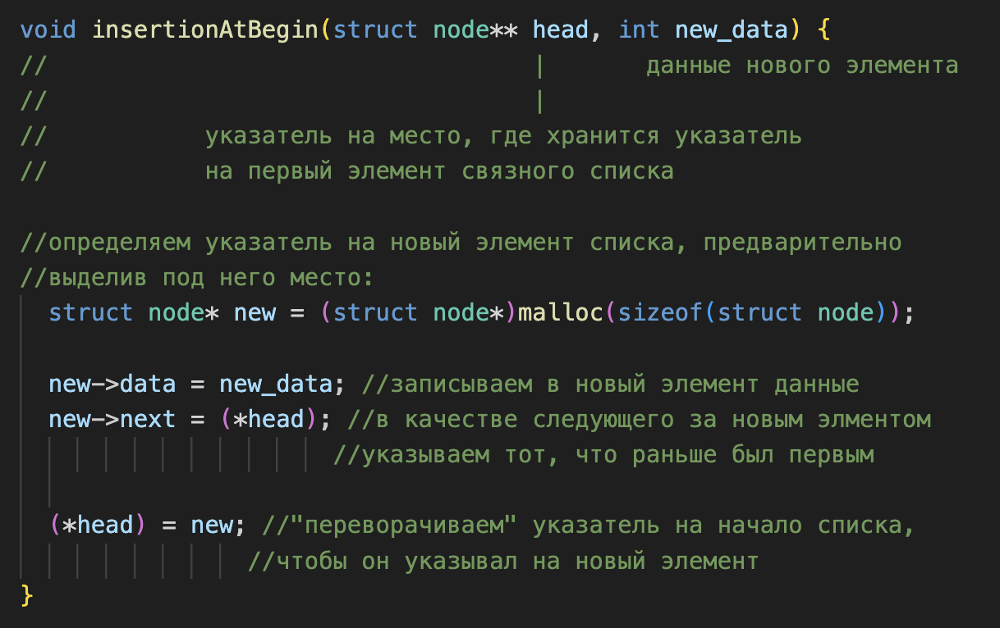 void insertionAtBegin(struct node** head, int new_data) {
// | данные нового элемента
// |
// указатель на место, где хранится указатель
// на первый элемент связного списка
//определяем указатель на новый элемент списка, предварительно
//выделив под него место:
struct node* new = (struct node*)malloc(sizeof(struct node));
new->data = new_data; //записываем в новый элемент данные
new->next = (*head); //в качестве следующего за новым элментом
//указываем тот, что раньше был первым
(*head) = new; //"переворачиваем" указатель на начало списка,
//чтобы он указывал на новый элемент
}